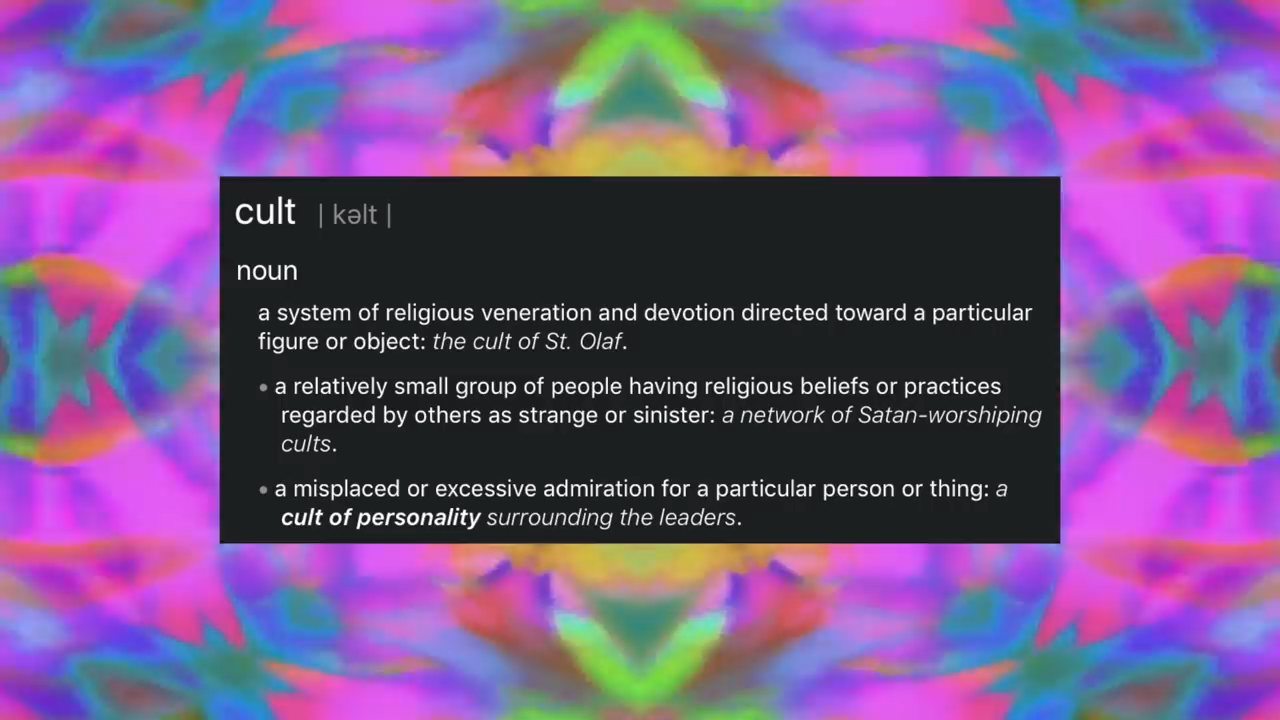 cult | kəlt |
noun
a system of religious veneration and devotion directed toward a particular
figure or object: the cult of St. Olaf.
• a relatively small group of people having religious beliefs or practices
regarded by others as strange or sinister: a network of Satan-worshiping
cults.
• a misplaced or excessive admiration for a particular person or thing: a
cult of personality surrounding the leaders.